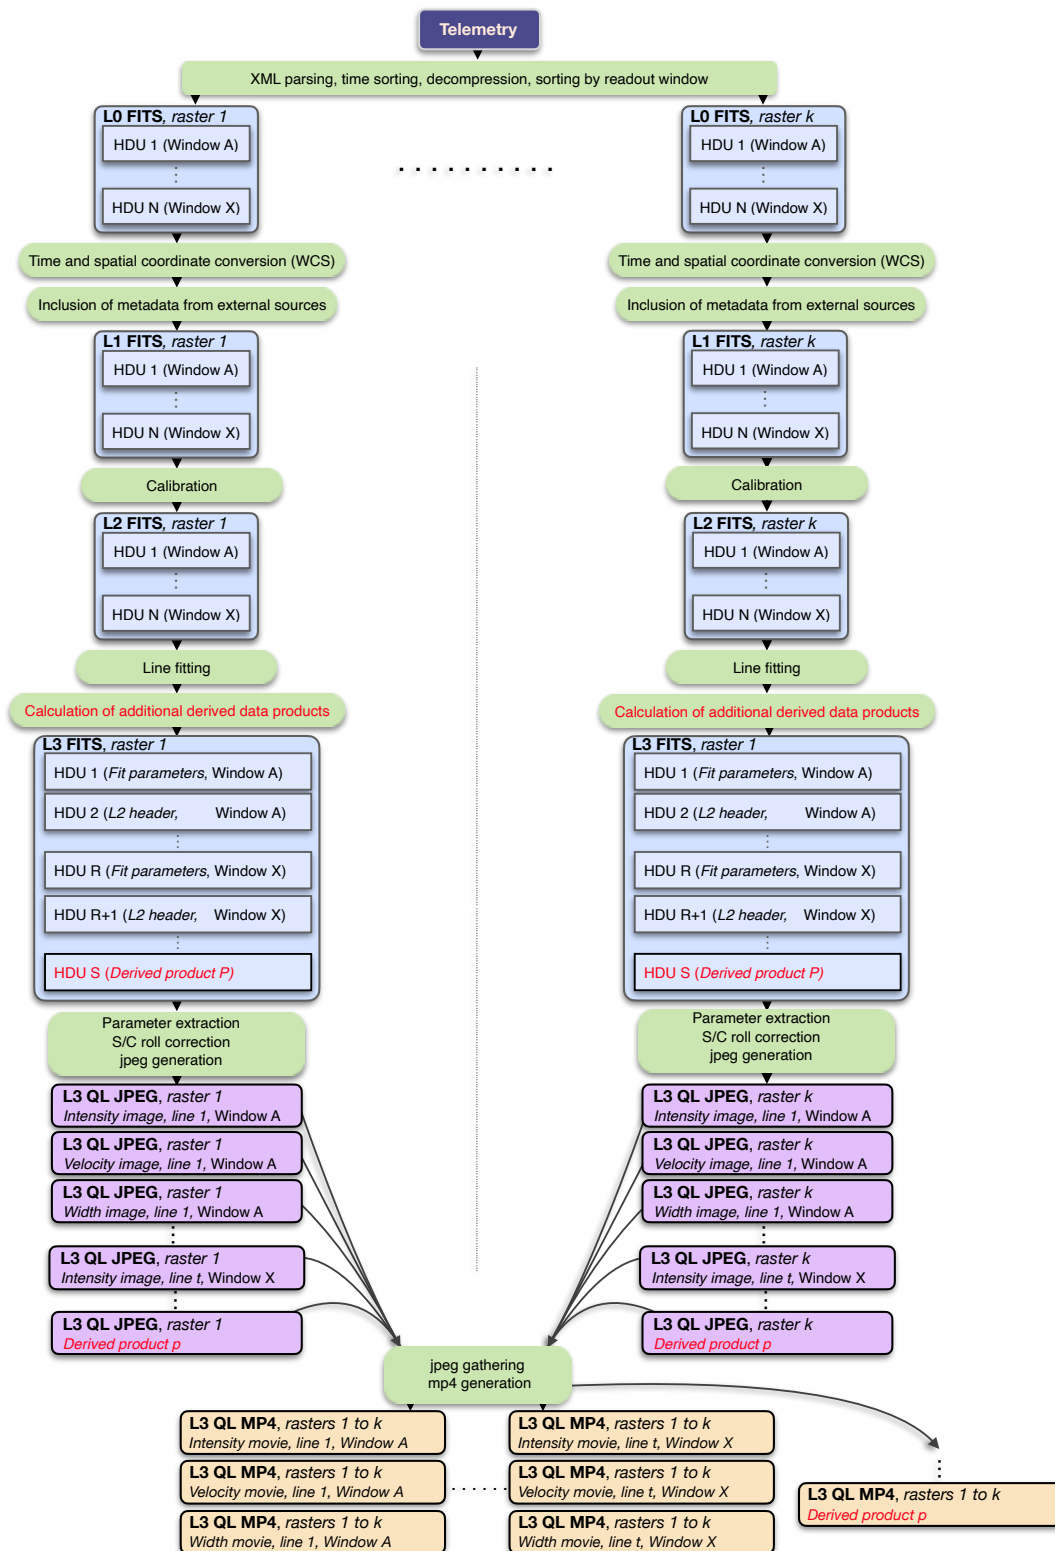 Telemetry
XML parsing, time sorting, decompression, sorting by readout window
L0 FITS, raster 1
HDU 1 (Window A)
HDU N (Window X)
Time and spatial coordinate conversion (WCS)
Inclusion of metadata from external sources
L1 FITS, raster 1
HDU 1 (Window A)
HDU N (Window X)
Calibration
L2 FITS, raster 1
HDU 1 (Window A)
HDU N (Window X)
Line fitting
Calculation of additional derived data products
L3 FITS, raster 1
HDU 1 (Fit parameters, Window A)
HDU 2 (L2 header, Window A)
HDU R (Fit parameters, Window X)
HDU R+1 (L2 header, Window X)
HDU S (Derived product P)
Parameter extraction
S/C roll correction
jpeg generation
L3 QL JPEG, raster 1
Intensity image, line 1, Window A
L3 QL JPEG, raster 1
Velocity image, line 1, Window A
L3 QL JPEG, raster 1
Width image, line 1, Window A
L3 QL JPEG, raster 1
Intensity image, line t, Window X
L3 QL JPEG, raster 1
Derived product p
L0 FITS, raster k
HDU 1 (Window A)
HDU N (Window X)
Time and spatial coordinate conversion (WCS)
Inclusion of metadata from external sources
L1 FITS, raster k
HDU 1 (Window A)
HDU N (Window X)
Calibration
L2 FITS, raster k
HDU 1 (Window A)
HDU N (Window X)
Line fitting
Calculation of additional derived data products
L3 FITS, raster 1
HDU 1 (Fit parameters, Window A)
HDU 2 (L2 header, Window A)
HDU R (Fit parameters, Window X)
HDU R+1 (L2 header, Window X)
HDU S (Derived product P)
Parameter extraction
S/C roll correction
jpeg generation
L3 QL JPEG, raster k
Intensity image, line 1, Window A
L3 QL JPEG, raster k
Velocity image, line 1, Window A
L3 QL JPEG, raster k
Width image, line 1, Window A
L3 QL JPEG, raster k
Intensity image, line t, Window X
L3 QL JPEG, raster k
Derived product p
jpeg gathering
mp4 generation
L3 QL MP4, rasters 1 to k
Intensity movie, line 1, Window A
L3 QL MP4, rasters 1 to k
Velocity movie, line 1, Window A
L3 QL MP4, rasters 1 to k
Width movie, line 1, Window A
L3 QL MP4, rasters 1 to k
Intensity movie, line t, Window X
L3 QL MP4, rasters 1 to k
Velocity movie, line t, Window X
L3 QL MP4, rasters 1 to k
Width movie, line t, Window X
L3 QL MP4, rasters 1 to k
Derived product p